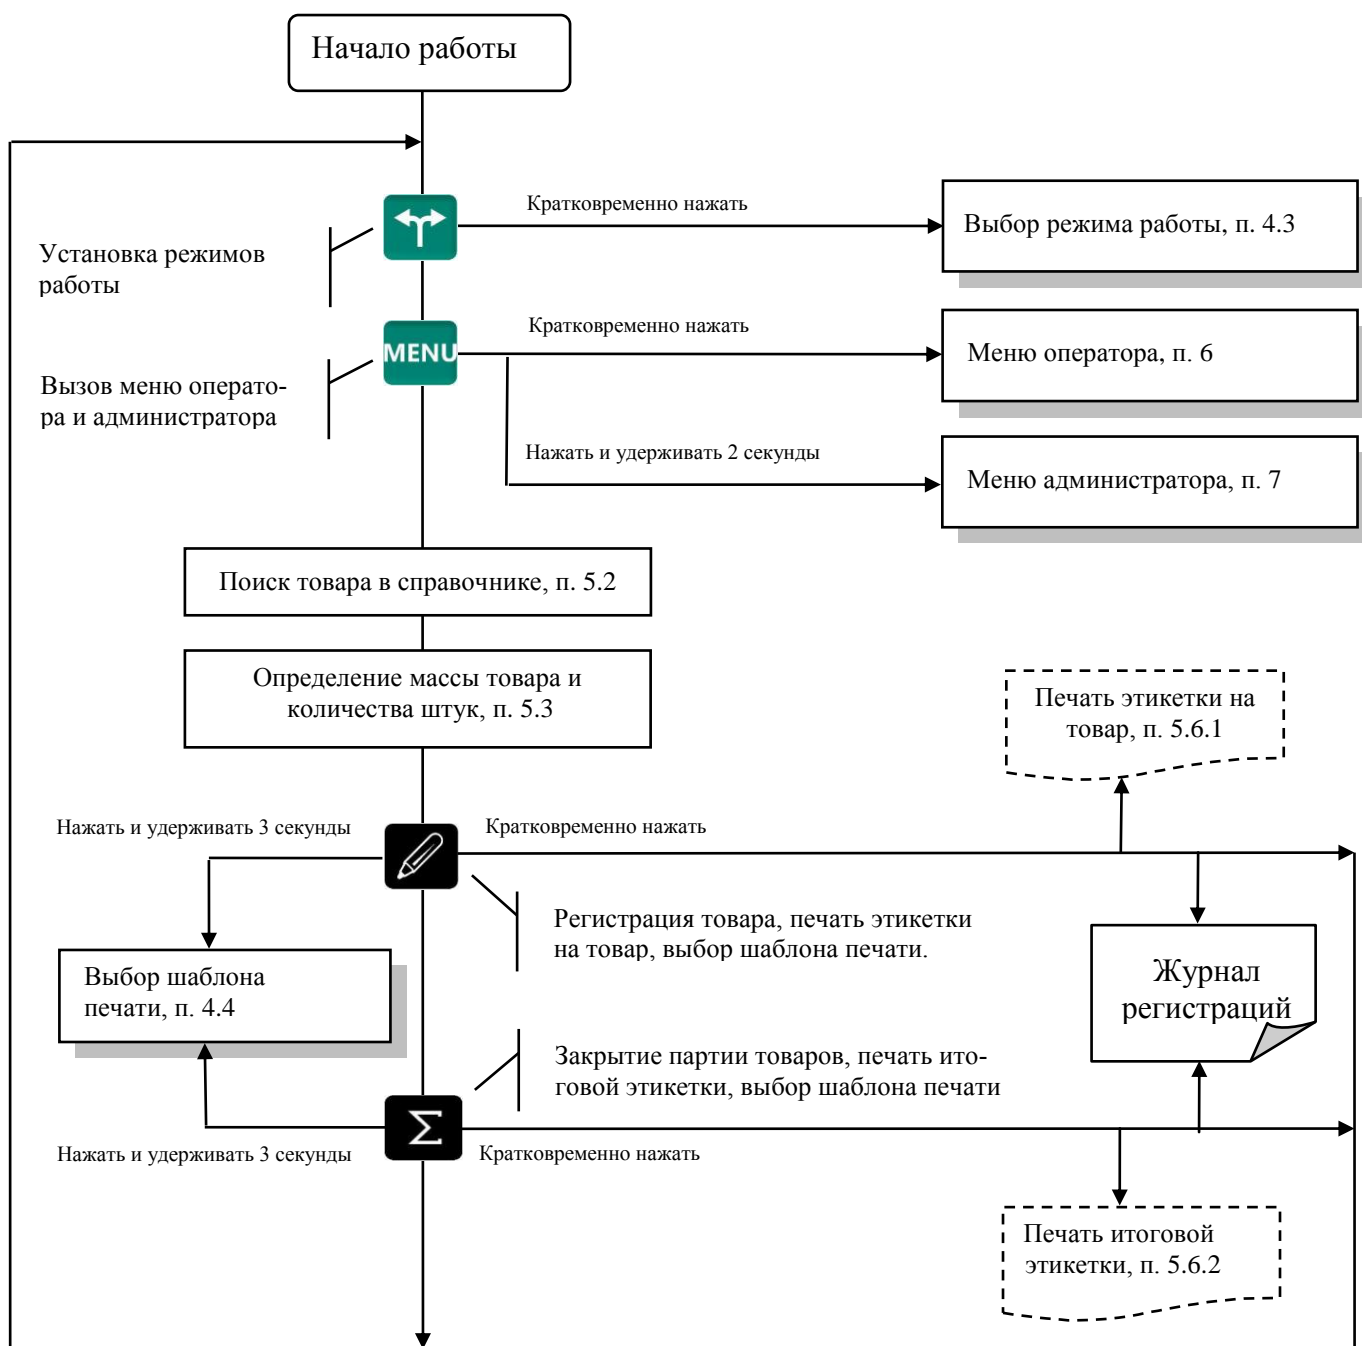 Начало работы
Кратковременно нажать
Выбор режима работы, п. 4.3
Установка режимов
работы
Кратковременно нажать
MENU
Меню оператора, п. 6
Вызов меню операто-
ра и администратора
Нажать и удерживать 2 секунды
Меню администратора, п. 7
Поиск товара в справочнике, п. 5.2
Определение массы товара и
количества штук, п. 5.3
Печать этикетки на
товар, п. 5.6.1
Нажать и удерживать 3 секунды
Кратковременно нажать
Регистрация товара, печать этикетки
на товар, выбор шаблона печати.
Выбор шаблона
печати, п. 4.4
Журнал
регистраций
Закрытие партии товаров, печать ито-
говой этикетки, выбор шаблона печати
Σ
Нажать и удерживать 3 секунды
Кратковременно нажать
Печать итоговой
этикетки, п. 5.6.2